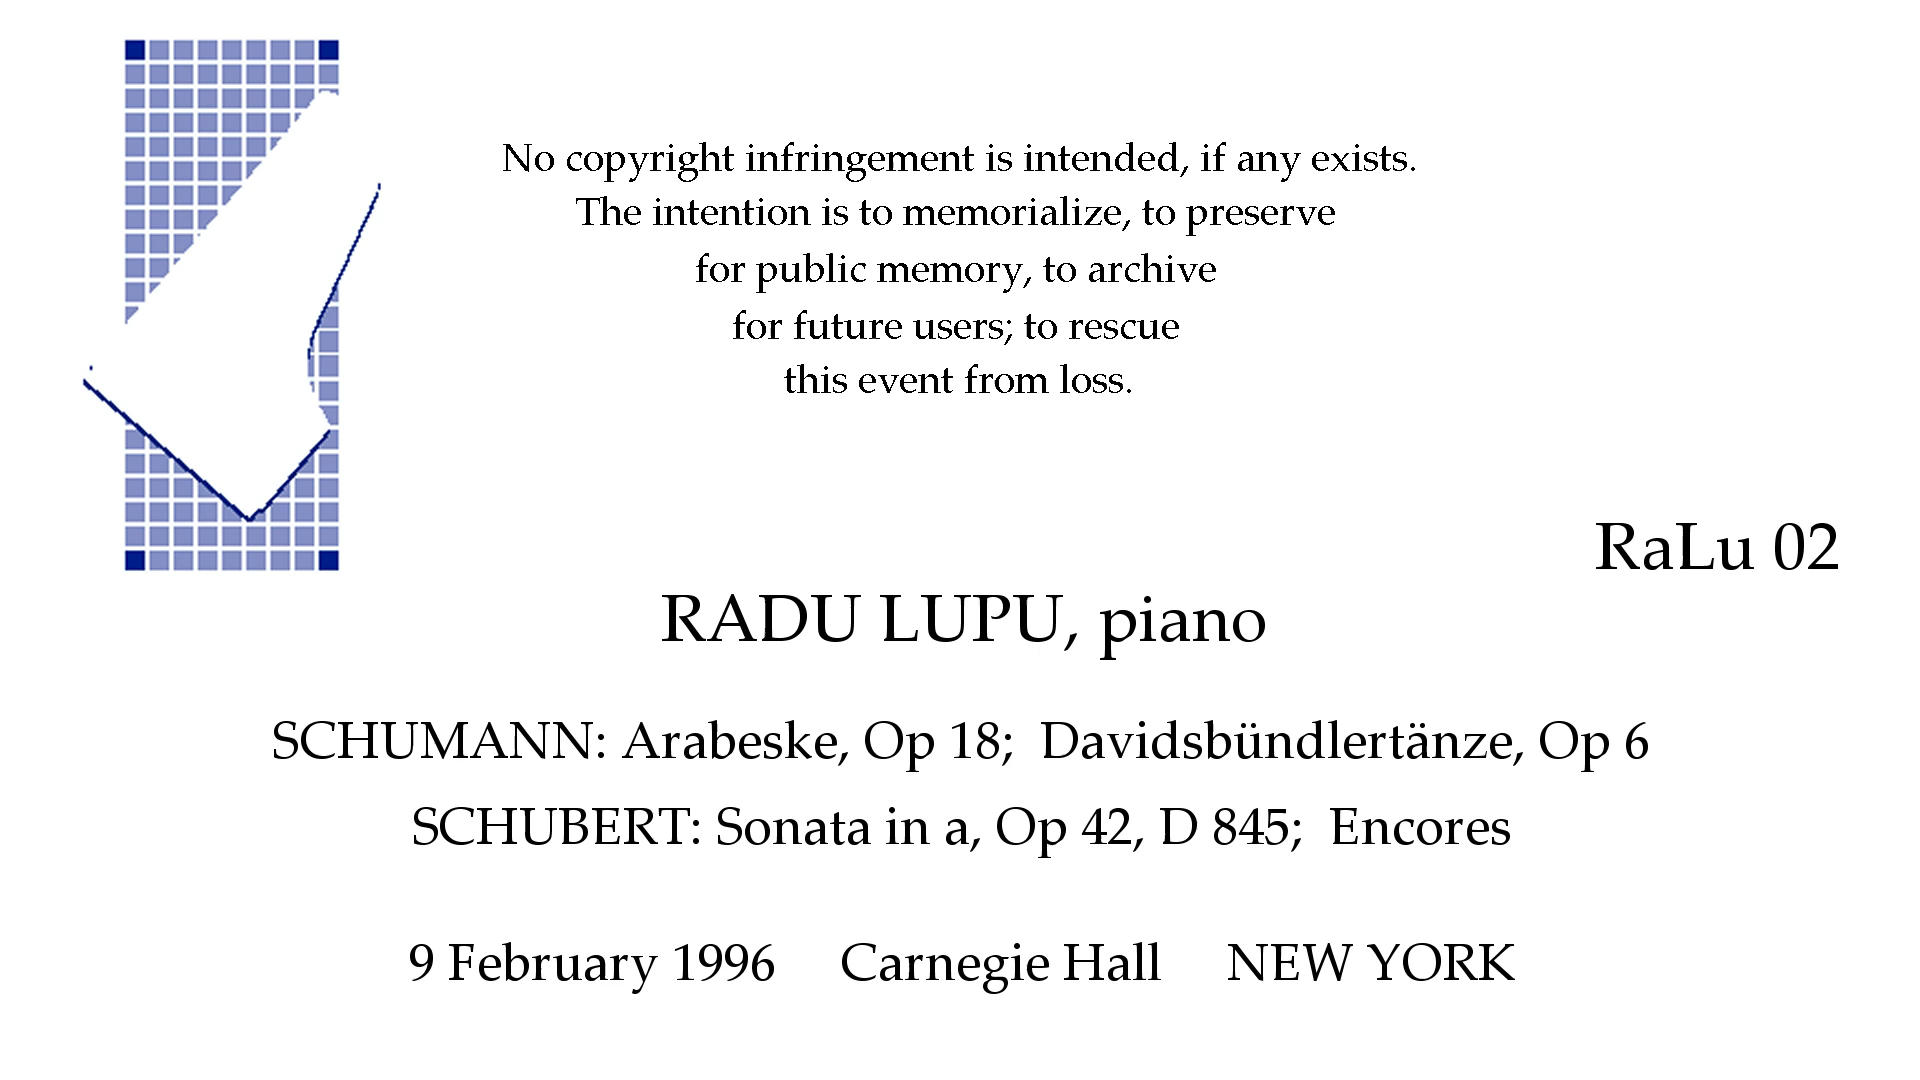 No copyright infringement is intended, if any exists.
The intention is to memorialize, to preserve
for public memory, to archive
for future users; to rescue
this event from loss.
RaLu 02
RADU LUPU, piano
SCHUMANN: Arabeske, Op 18;  Davidsbündlertänze, Op 6
SCHUBERT: Sonata in a, Op 42, D 845;  Encores
9 February 1996     Carnegie Hall     NEW YORK